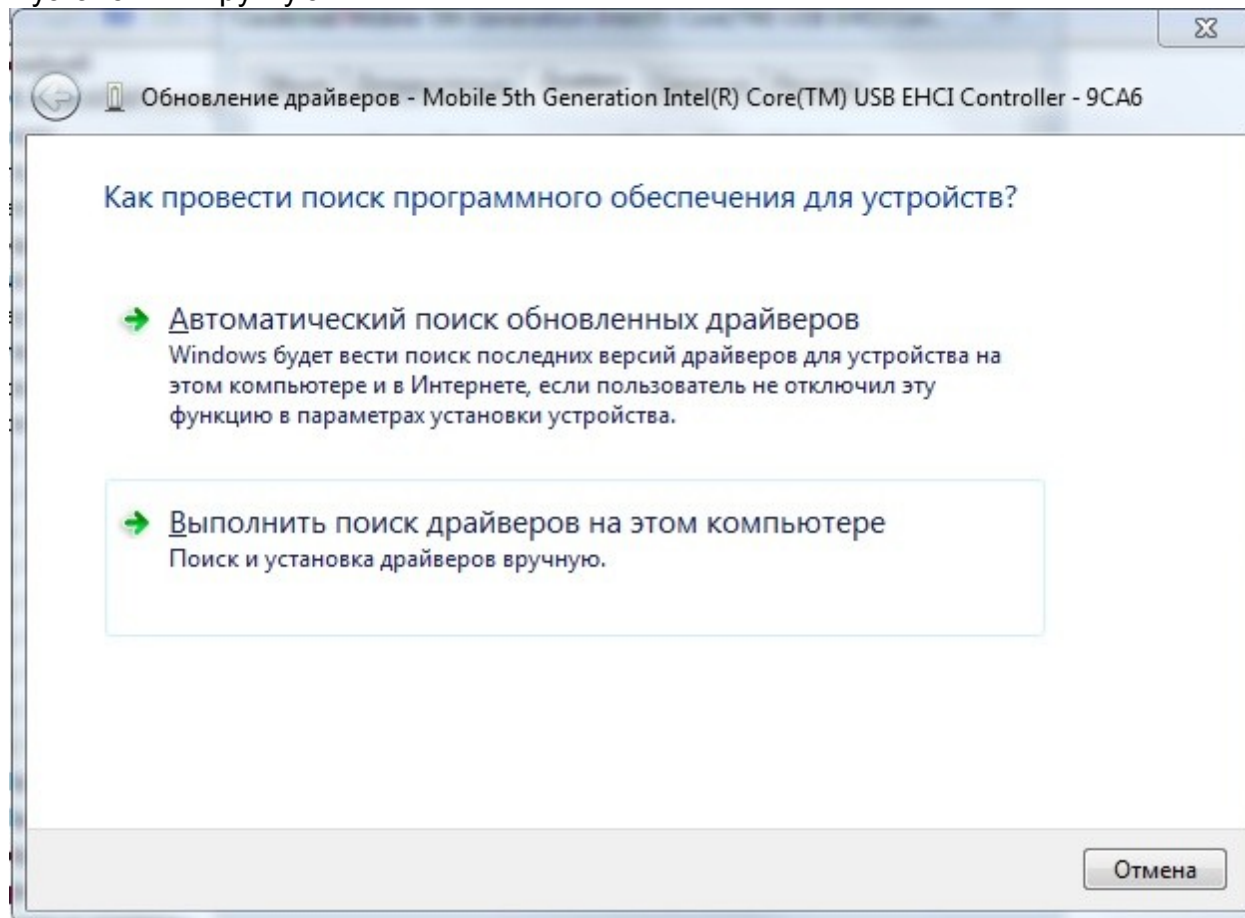 Обновление драйверов - Mobile 5th Generation Intel(R) Core(TM) USB EHCI Controller - 9CA6
Как провести поиск программного обеспечения для устройств?
Автоматический поиск обновленных драйверов
Windows будет вести поиск последних версий драйверов для устройства на
этом компьютере и в Интернете, если пользователь не отключил эту
функцию в параметрах установки устройства.
Выполнить поиск драйверов на этом компьютере
Поиск и установка драйверов вручную.
Отмена